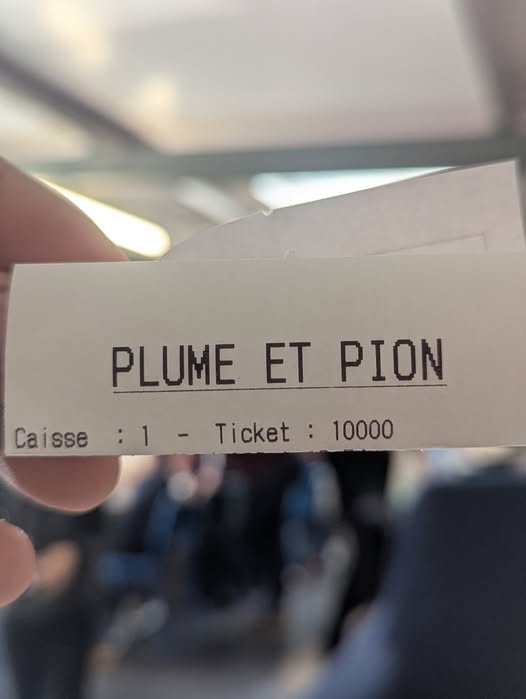 PLUME ET PION
Caisse : 1 - Ticket : 10000